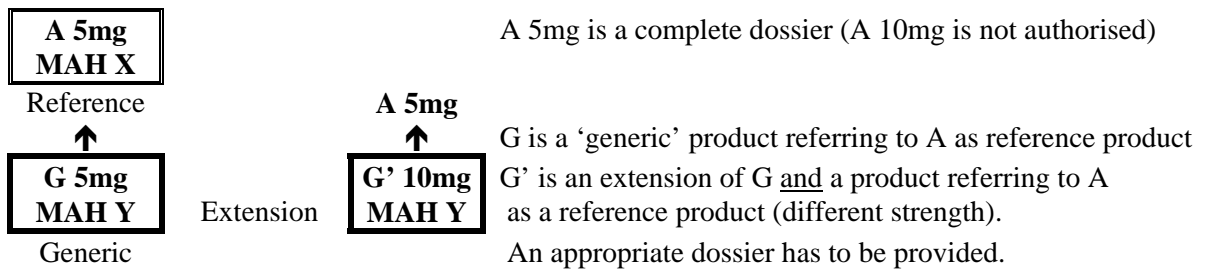 A 5mg A 5mg is a complete dossier (A 10mg is not authorised)
MAH X
Reference A 5mg
G is a ‘generic’ product referring to A as reference product
G 5mg G’ 10mg G’ is an extension of G and a product referring to A
MAH Y Extension MAH Y as a reference product (different strength).
Generic An appropriate dossier has to be provided.